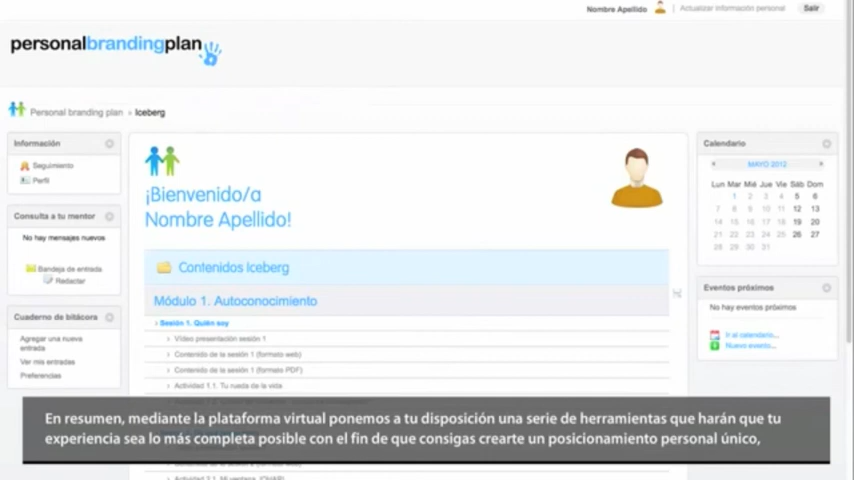 Nombre Apellido | Actualizar información personal Salir
personalbrandingplan
Personal branding plan » Iceberg
Información
Seguimiento
Perfil
Consulta a tu mentor
No hay mensajes nuevos
Bandeja de entrada
Redactar
Cuaderno de bitácora
Agregar una nueva
entrada
Ver mis entradas
Preferencias
¡Bienvenido/a
Nombre Apellido!
Contenidos Iceberg
Módulo 1. Autoconocimiento
› Sesión 1. Quién soy
› Vídeo presentación sesión 1
› Contenido de la sesión 1 (formato web)
› Contenido de la sesión 1 (formato PDF)
› Actividad 1.1. Tu rueda de la vida
Calendario
MAYO 2012
Lun Mar Mié Jue Vie Sáb Dom
1 2 3 4 5 6
7 8 9 10 11 12 13
14 15 16 17 18 19 20
21 22 23 24 25 26 27
28 29 30 31
Eventos próximos
No hay eventos próximos
Ir al calendario...
Nuevo evento...
En resumen, mediante la plataforma virtual ponemos a tu disposición una serie de herramientas que harán que tu
experiencia sea lo más completa posible con el fin de que consigas crearte un posicionamiento personal único,